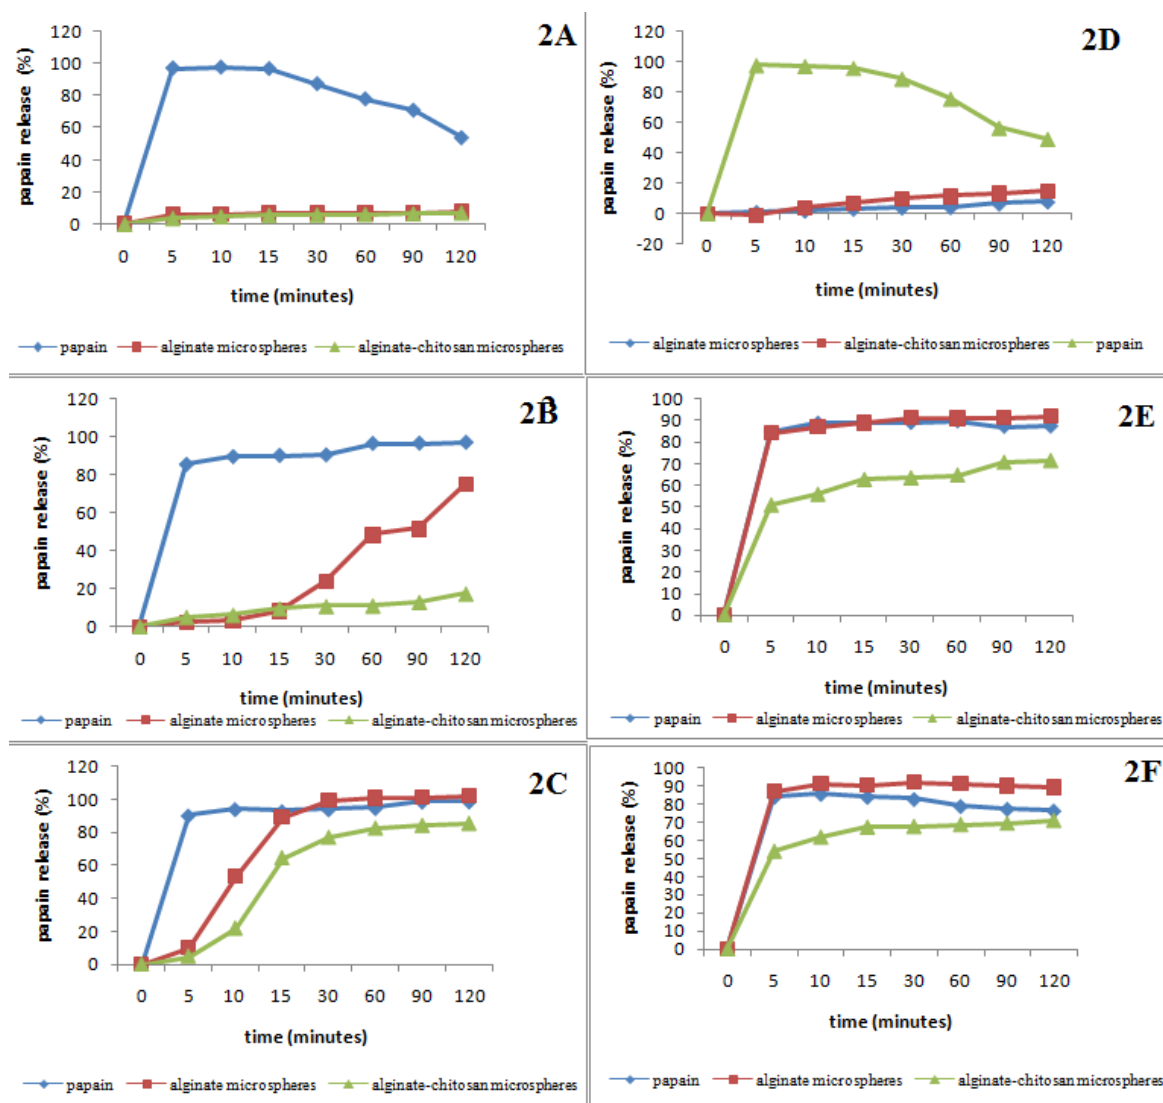 2A
papain release (%)
120
100
80
60
40
20
0
0 5 10 15 30 60 90 120
time (minutes)
papain alginate microspheres alginate-chitosan microspheres
2D
papain release (%)
120
100
80
60
40
20
0
-20
0 5 10 15 30 60 90 120
time (minutes)
alginate microspheres alginate-chitosan microspheres papain
2B
papain release (%)
120
100
80
60
40
20
0
0 5 10 15 30 60 90 120
time (minutes)
papain alginate microspheres alginate-chitosan microspheres
2E
papain release (%)
100
90
80
70
60
50
40
30
20
10
0
0 5 10 15 30 60 90 120
time (minutes)
papain alginate microspheres alginate-chitosan microspheres
2C
papain release (%)
120
100
80
60
40
20
0
0 5 10 15 30 60 90 120
time (minutes)
papain alginate microspheres alginate-chitosan microspheres
2F
papain release (%)
100
90
80
70
60
50
40
30
20
10
0
0 5 10 15 30 60 90 120
time (minutes)
papain alginate microspheres alginate-chitosan microspheres